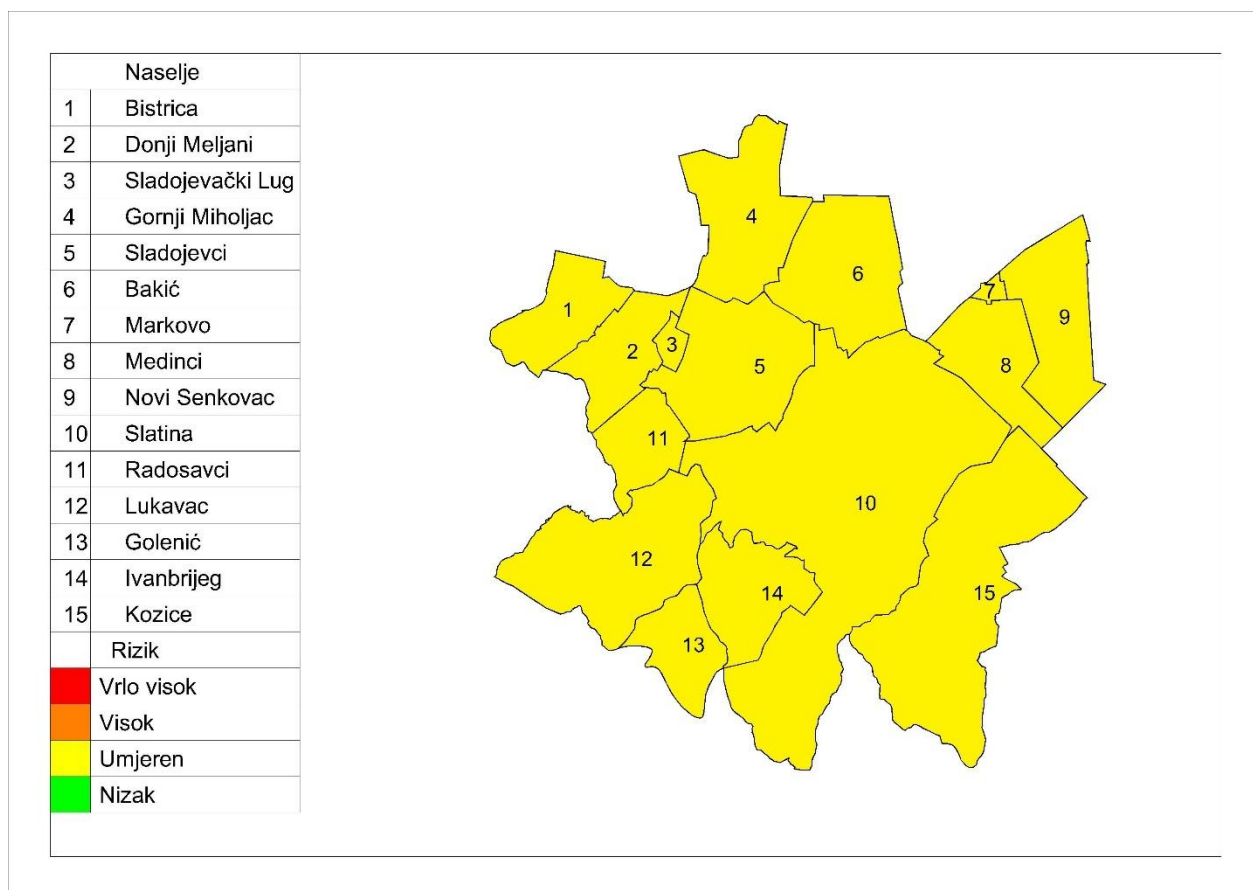 Naselje
1 Bistrica
2 Donji Meljani
3 Sladojevački Lug
4 Gornji Miholjac
5 Sladojevci
6 Bakić
7 Markovo
8 Medinci
9 Novi Senkovac
10 Slatina
11 Radosavci
12 Lukavac
13 Golenić
14 Ivanbrijeg
15 Kozice
Rizik
Vrlo visok
Visok
Umjeren
Nizak
4
6
7
1
9
2
3
5
8
11
10
12
14
15
13